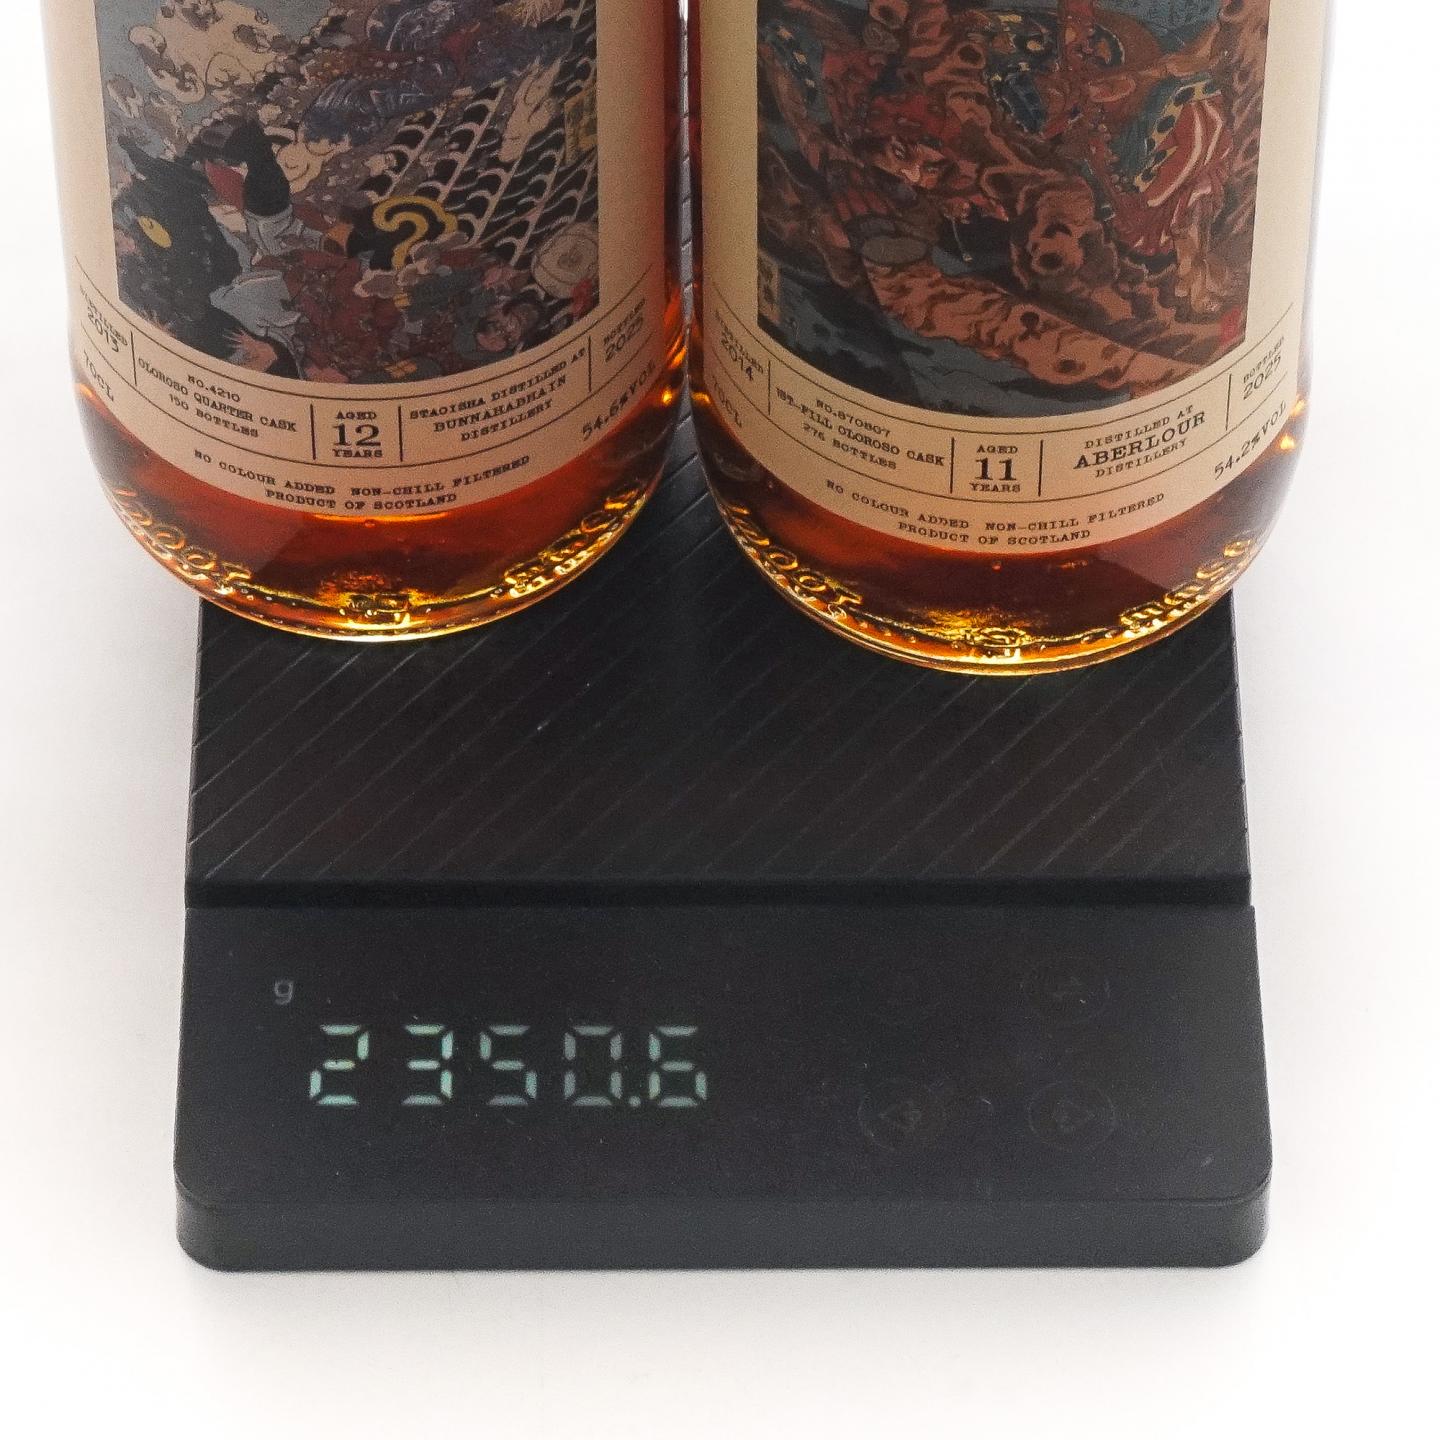 DISTILLED
2013
70CL
NO.4210
OLOROSO QUARTER CASK
150 BOTTLES
AGED
12
YEARS
STAOISHA DISTILLED AT
BUNNAHABHAIN
DISTILLERY
BOTTLED
2025
54.6%VOL
NO COLOUR ADDED NON-CHILL FILTERED
PRODUCT OF SCOTLAND
DISTILLED
2014
70CL
NO.870807
1ST-FILL OLOROSO CASK
276 BOTTLES
AGED
11
YEARS
DISTILLED AT
ABERLOUR
DISTILLERY
BOTTLED
2025
54.2%VOL
NO COLOUR ADDED NON-CHILL FILTERED
PRODUCT OF SCOTLAND
g
2350.6